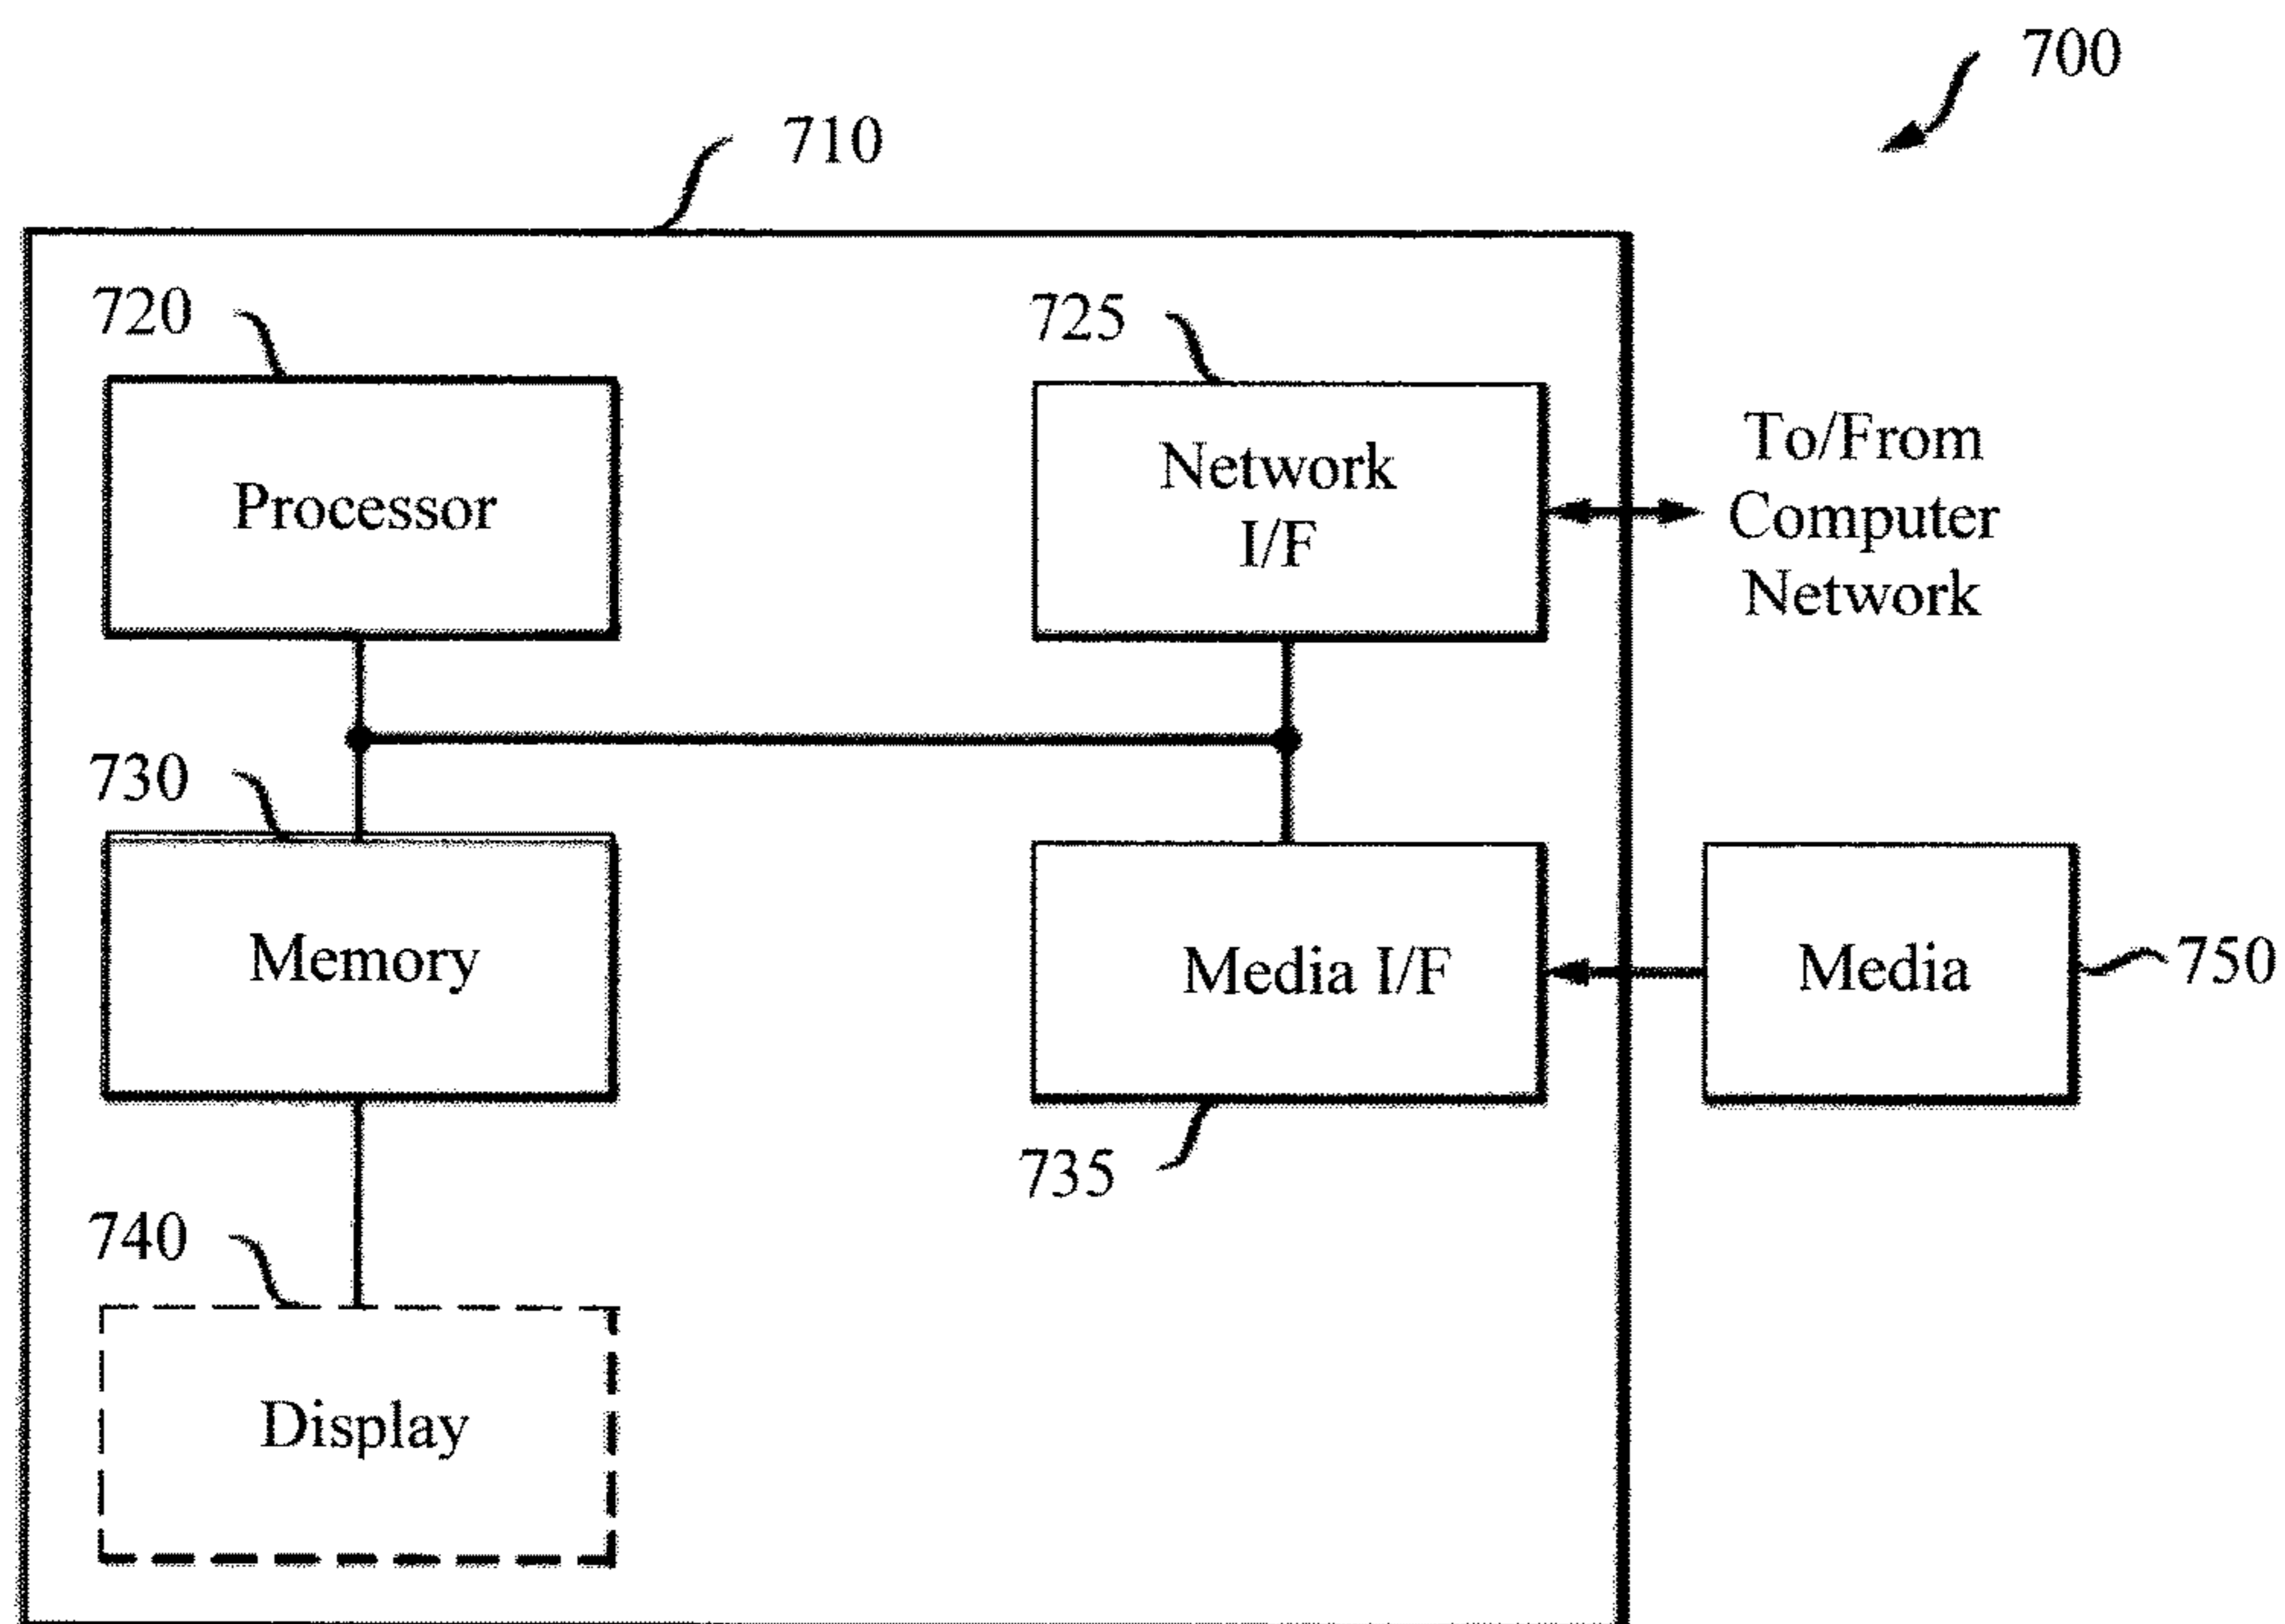 700
710
720
725
Processor
Network
I/F
To/From
Computer
Network
730
Memory
Media I/F
Media
750
735
740
Display